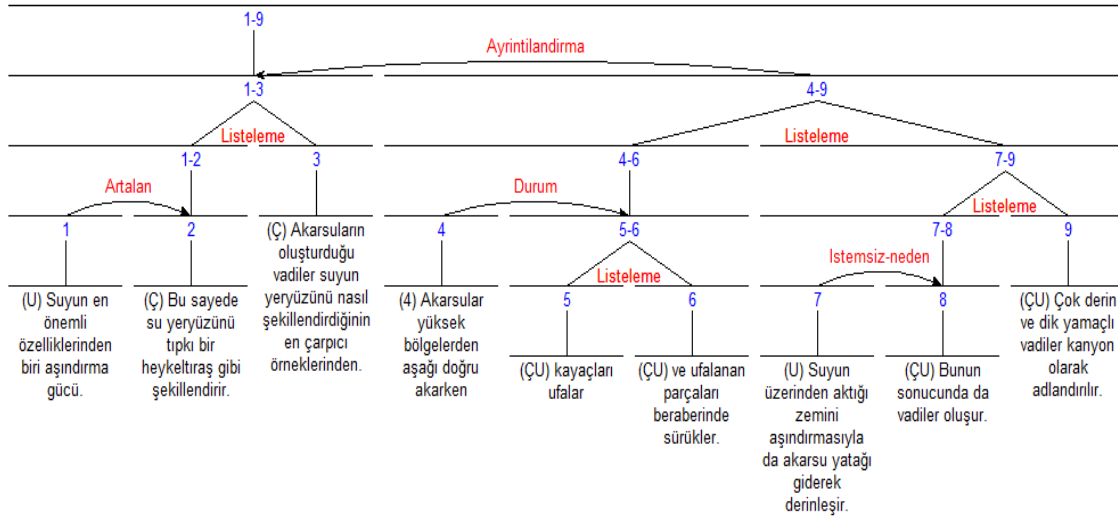 1-9
Ayrintilandirma
1-3
4-9
Listeleme
Listeleme
1-2
3
4-6
7-9
Artalan
Durum
Listeleme
1
2
(Ç) Akarsuların
oluşturduğu
vadiler suyun
yeryüzünü nasıl
şekillendirdiğinin
en çarpıcı
örneklerinden.
4
5-6
7-8
9
Listeleme
Istemsiz-neden
(U) Suyun en
önemli
özelliklerinden
biri aşındırma
gücü.
(Ç) Bu sayede
su yeryüzünü
tıpkı bir
heykeltıraş gibi
şekillendirir.
(4) Akarsular
yüksek
bölgelerden
aşağı doğru
akarken
5
6
7
8
(ÇU) Çok derin
ve dik yamaçlı
vadiler kanyon
olarak
adlandırılır.
(ÇU) kayaçları
ufalar
(ÇU) ve ufalanan
parçaları
beraberinde
sürükler.
(U) Suyun
üzerinden aktığı
zemini
aşındırmasıyla
da akarsu yatağı
giderek
derinleşir.
(ÇU) Bunun
sonucunda da
vadiler oluşur.